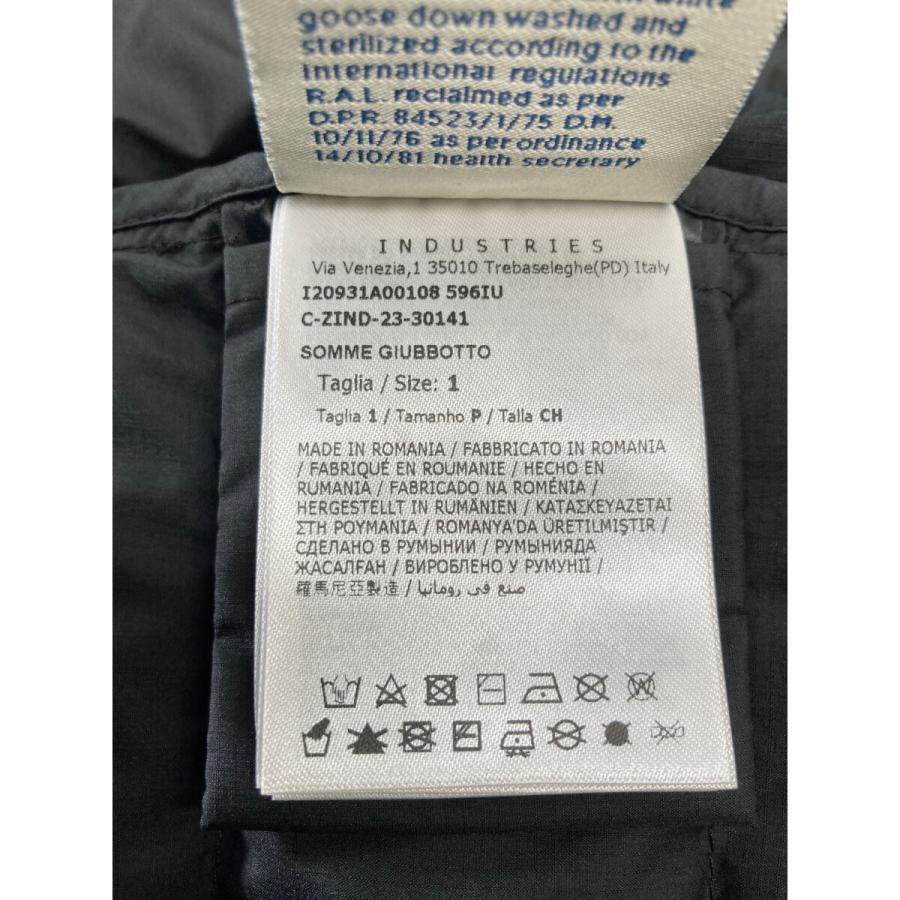 white
goose down washed and
sterilized according to the
international regulations
R.A.L. reclaimed as per
D.P.R. 84523/1/75 D.M.
10/11/76 as per ordinance
14/10/81 health secretary
INDUSTRIES
Via Venezia,1 35010 Trebaseleghe(PD) Italy
I20931A00108 596IU
C-ZIND-23-30141
SOMME GIUBBOTTO
Taglia / Size: 1
Taglia 1 / Tamanho P / Talla CH
MADE IN ROMANIA / FABBRICATO IN ROMANIA
/ FABRIQUÉ EN ROUMANIE / HECHO EN
RUMANIA / FABRICADO NA ROMÉNIA /
HERGESTELLT IN RUMÄNIEN / ΚΑΤΑΣΚΕΥΑΖΕΤΑΙ
ΣΤΗ ΡΟΥΜΑΝΙΑ / ROMANYA'DA ÜRETILMIŞTIR /
СДЕЛАНО В РУМЫНИИ / РУМЫНИЯДА
ЖАСАЛҒАН / ВИРОБЛЕНО У РУМУНІЇ /
羅馬尼亞製造 / صنع في رومانيا